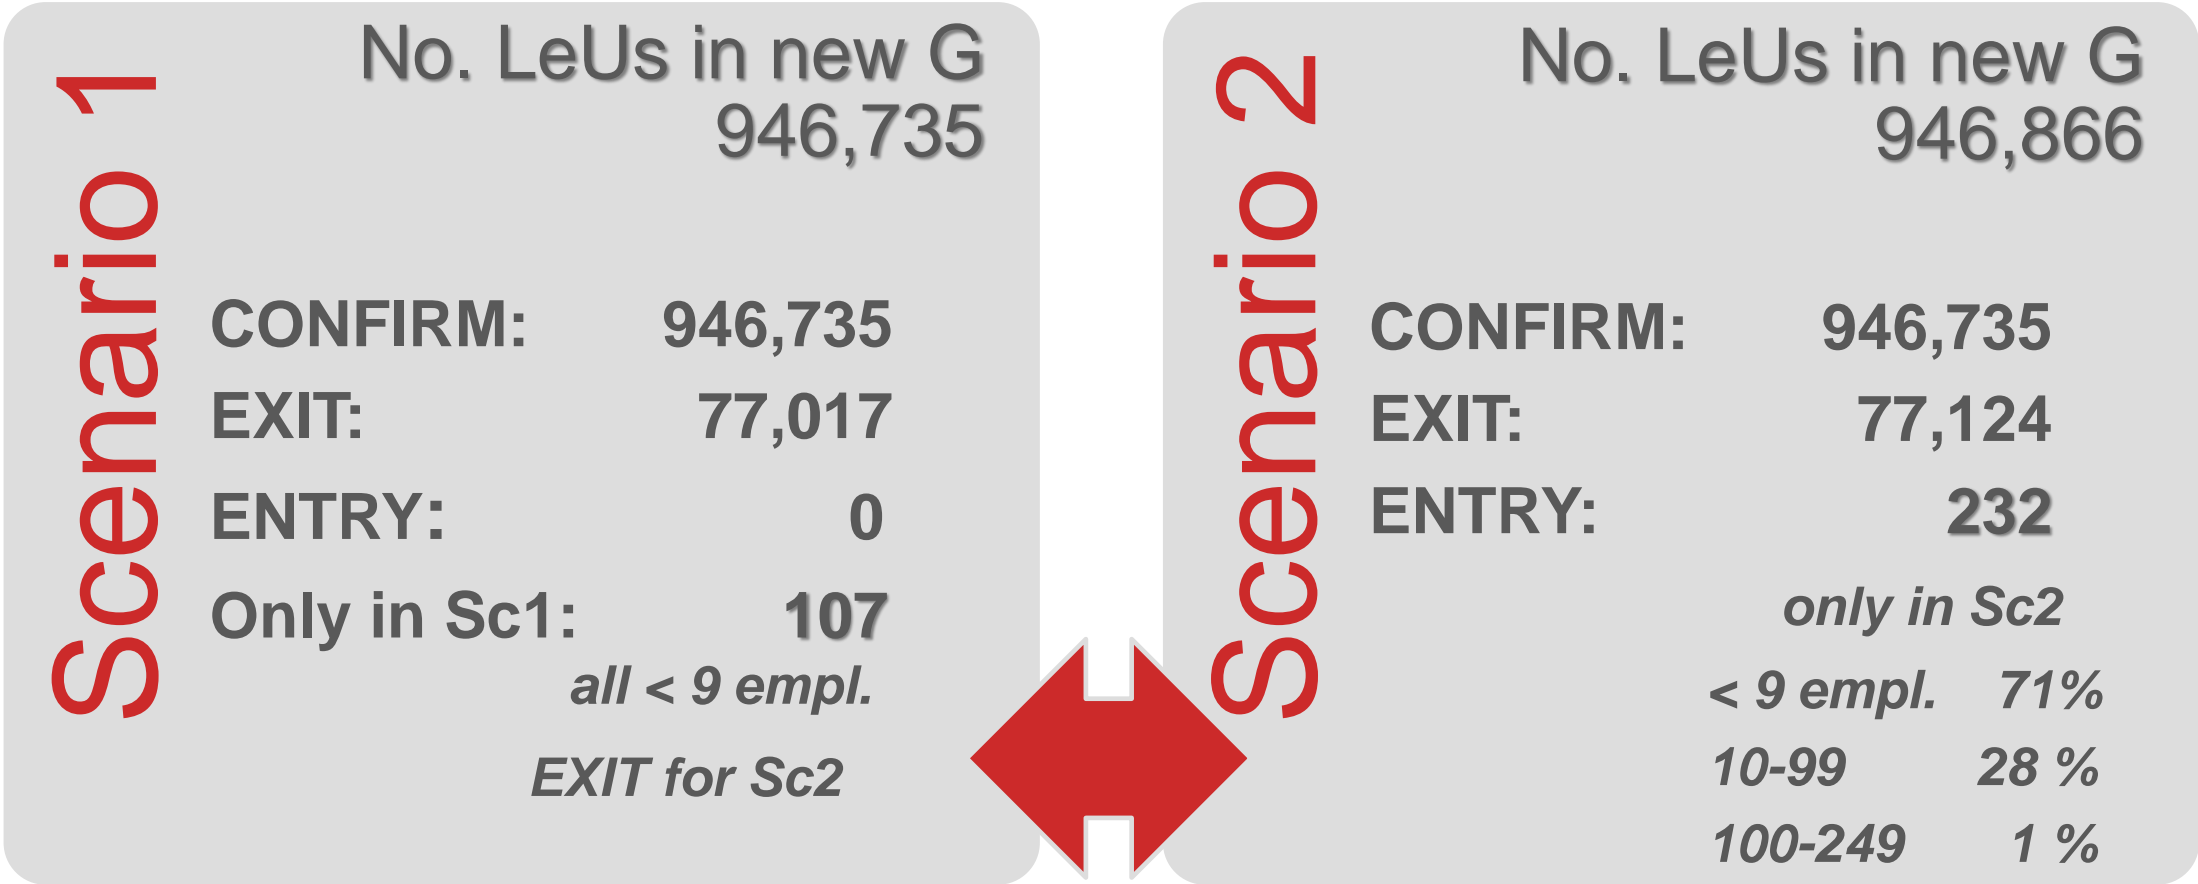 Scenario 1
No. LeUs in new G
946,735
CONFIRM: 946,735
EXIT: 77,017
ENTRY: 0
Only in Sc1: 107
all < 9 empl.
EXIT for Sc2
Scenario 2
No. LeUs in new G
946,866
CONFIRM: 946,735
EXIT: 77,124
ENTRY: 232
only in Sc2
< 9 empl. 71%
10-99 28 %
100-249 1 %